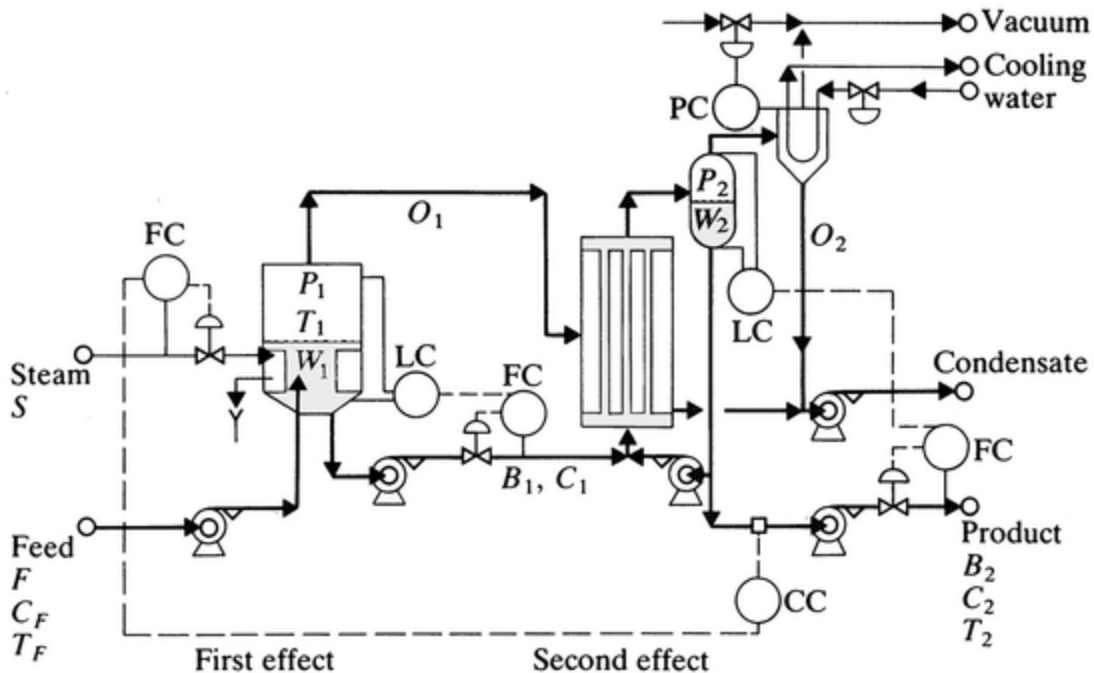 Vacuum
Cooling
water
PC
P2
W2
O1
O2
FC
P1
T1
LC
W1
LC
FC
Steam
S
Condensate
FC
B1, C1
Feed
F
CF
TF
Product
B2
C2
T2
CC
First effect
Second effect